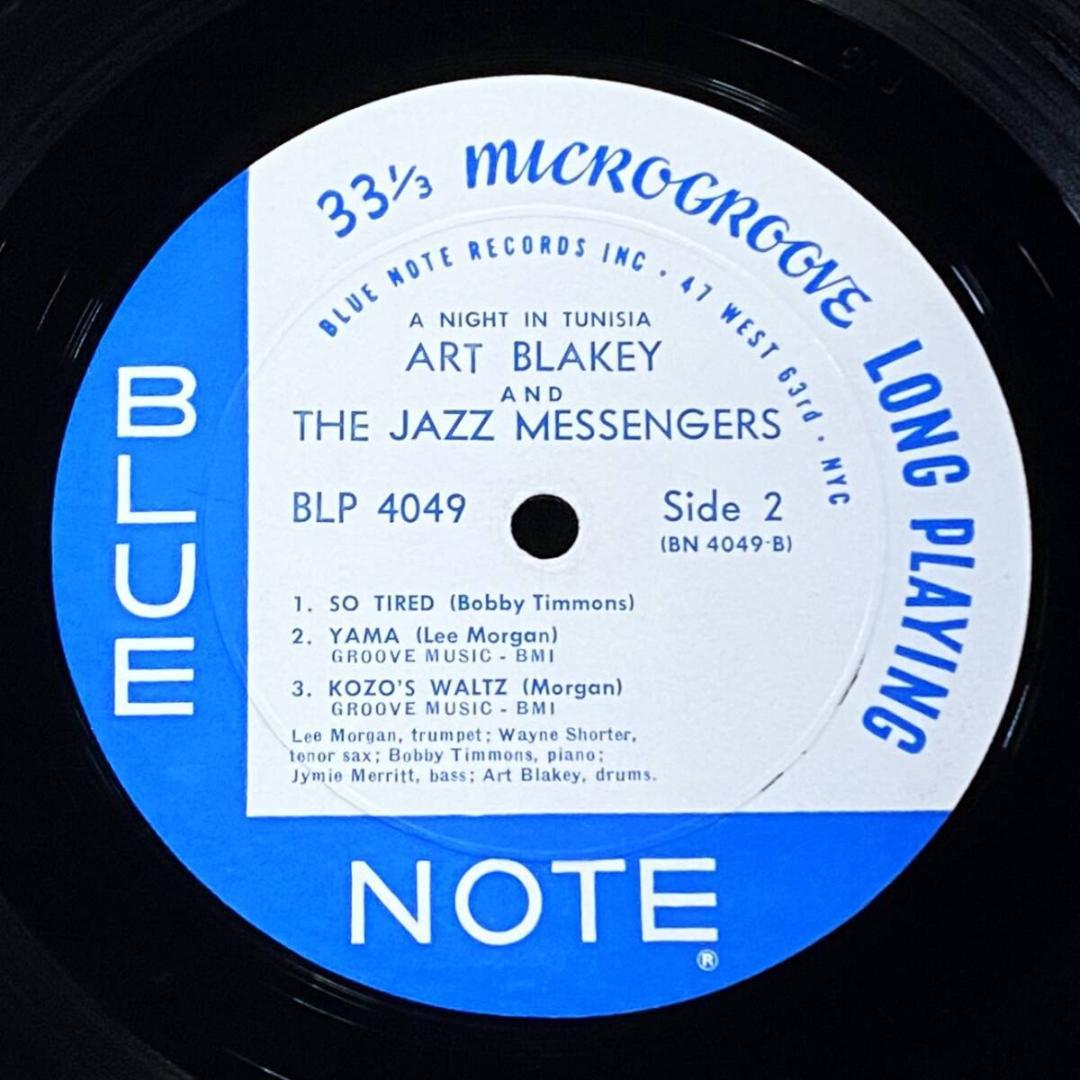 33⅓ MICROGROOVE LONG PLAYING
BLUE NOTE RECORDS INC · 47 WEST 63rd · NYC
A NIGHT IN TUNISIA
ART BLAKEY
AND
THE JAZZ MESSENGERS
BLP 4049
Side 2
(BN 4049-B)
1. SO TIRED (Bobby Timmons)
2. YAMA (Lee Morgan)
GROOVE MUSIC - BMI
3. KOZO'S WALTZ (Morgan)
GROOVE MUSIC - BMI
Lee Morgan, trumpet; Wayne Shorter,
tenor sax; Bobby Timmons, piano;
Jymie Merritt, bass; Art Blakey, drums.
BLUE
NOTE
®